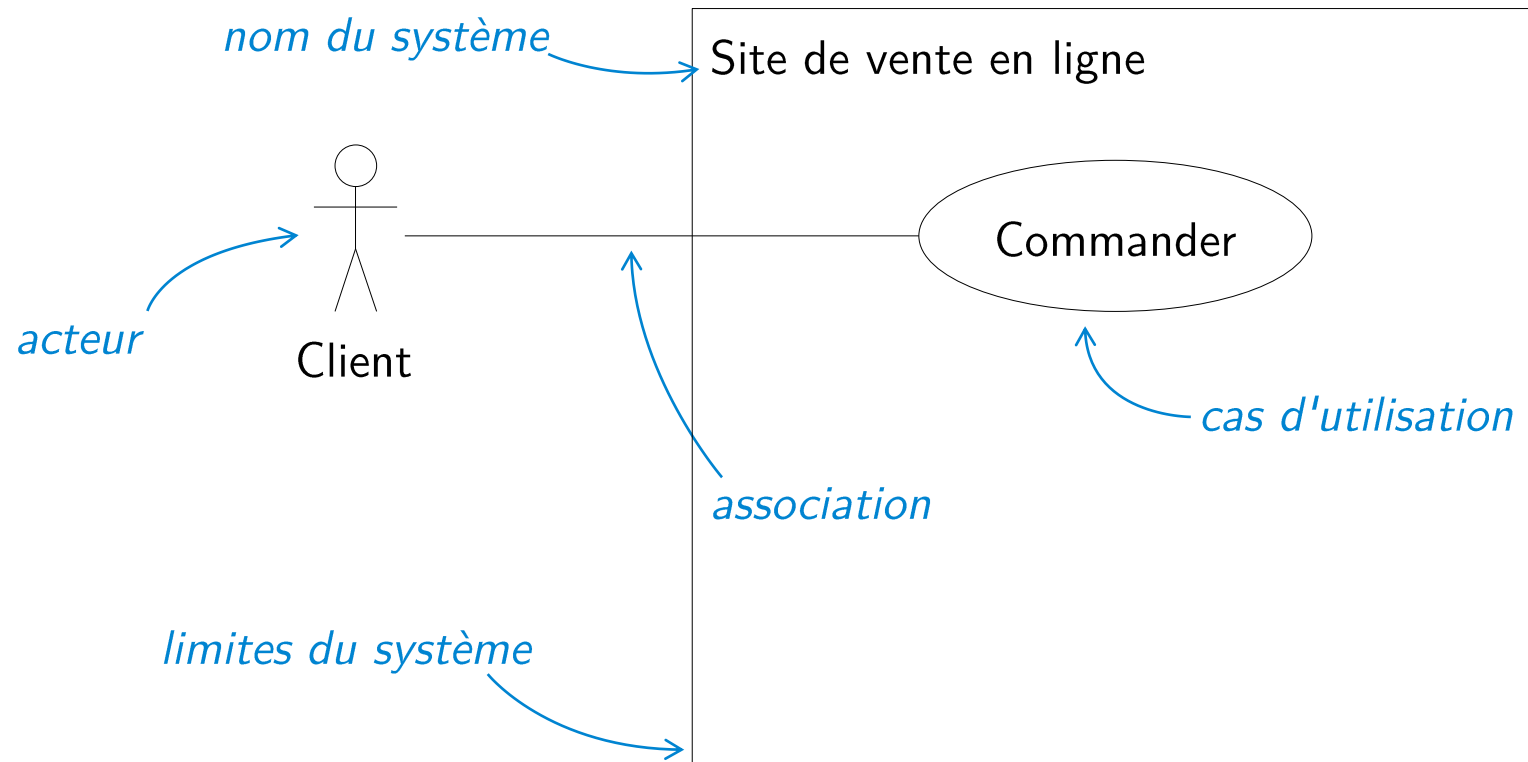 nom du système
Site de vente en ligne
Commander
acteur
Client
cas d'utilisation
association
limites du système